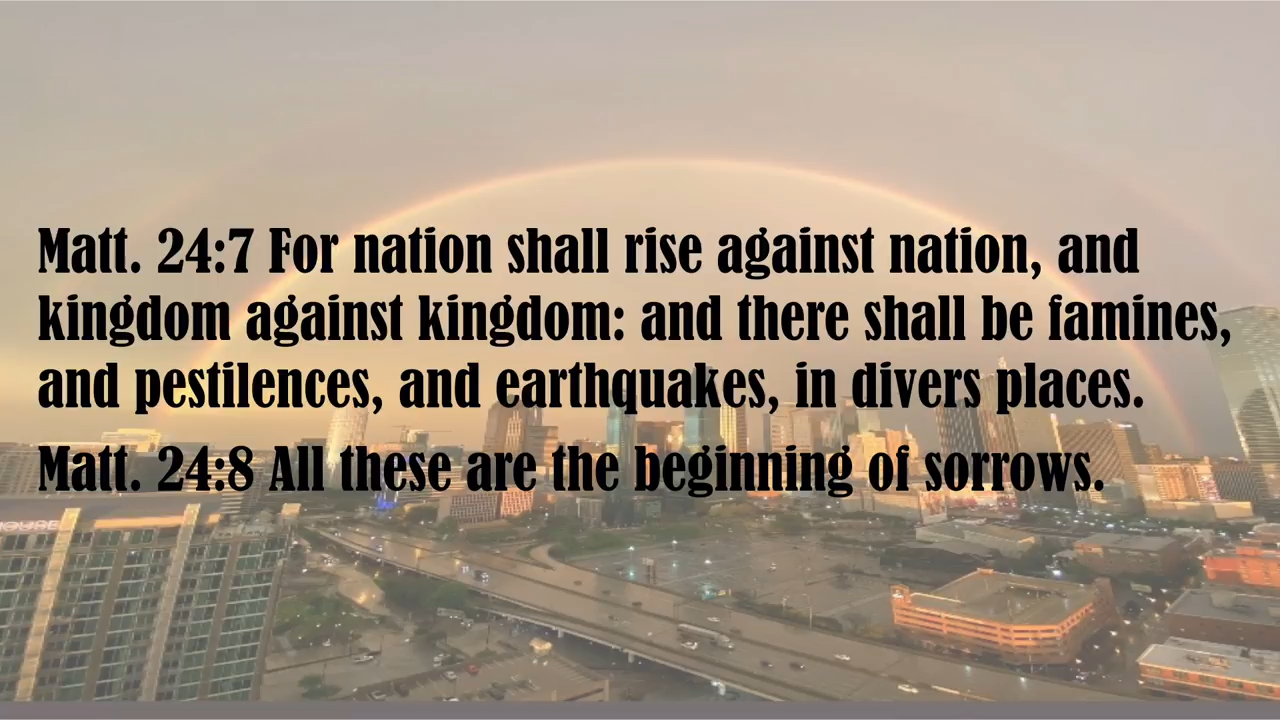 Matt. 24:7 For nation shall rise against nation, and
kingdom against kingdom: and there shall be famines,
and pestilences, and earthquakes, in divers places.
Matt. 24:8 All these are the beginning of sorrows.